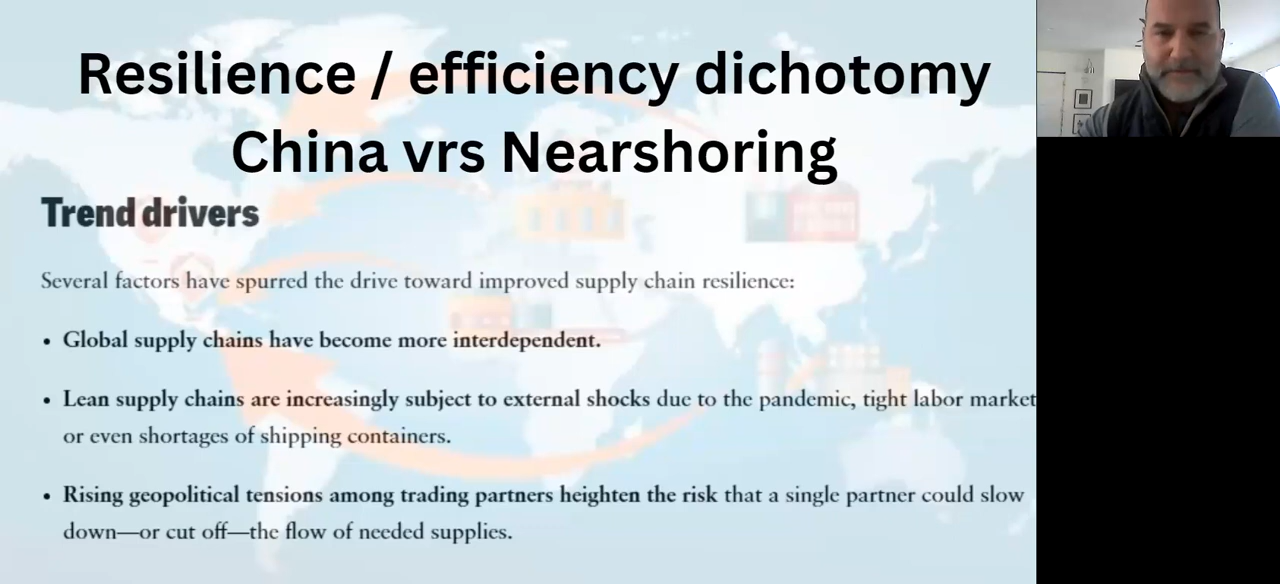 Resilience / efficiency dichotomy
China vrs Nearshoring
Trend drivers
Several factors have spurred the drive toward improved supply chain resilience:
• Global supply chains have become more interdependent.
• Lean supply chains are increasingly subject to external shocks due to the pandemic, tight labor market
or even shortages of shipping containers.
• Rising geopolitical tensions among trading partners heighten the risk that a single partner could slow
down—or cut off—the flow of needed supplies.